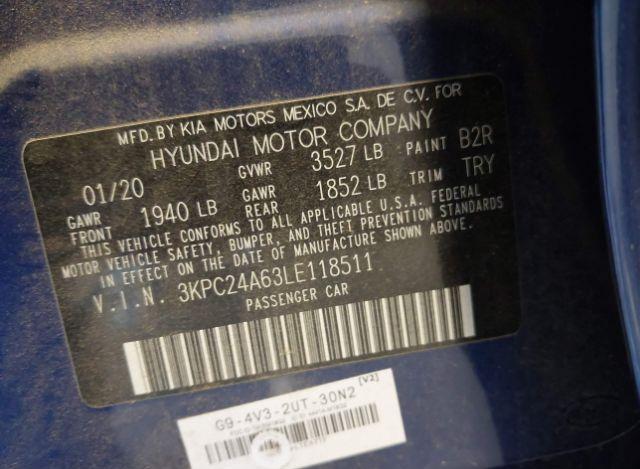 MFD.BY KIA MOTORS MEXICO S.A. DE C.V. FOR
HYUNDAI MOTOR COMPANY
01/20 GVWR 3527 LB PAINT B2R
GAWR FRONT 1940 LB GAWR REAR 1852 LB TRIM TRY
THIS VEHICLE CONFORMS TO ALL APPLICABLE U.S.A. FEDERAL
MOTOR VEHICLE SAFETY, BUMPER, AND THEFT PREVENTION STANDARDS
IN EFFECT ON THE DATE OF MANUFACTURE SHOWN ABOVE.
V.I.N. 3KPC24A63LE118511
PASSENGER CAR
G9-4V3-2UT-30N2 [V2]